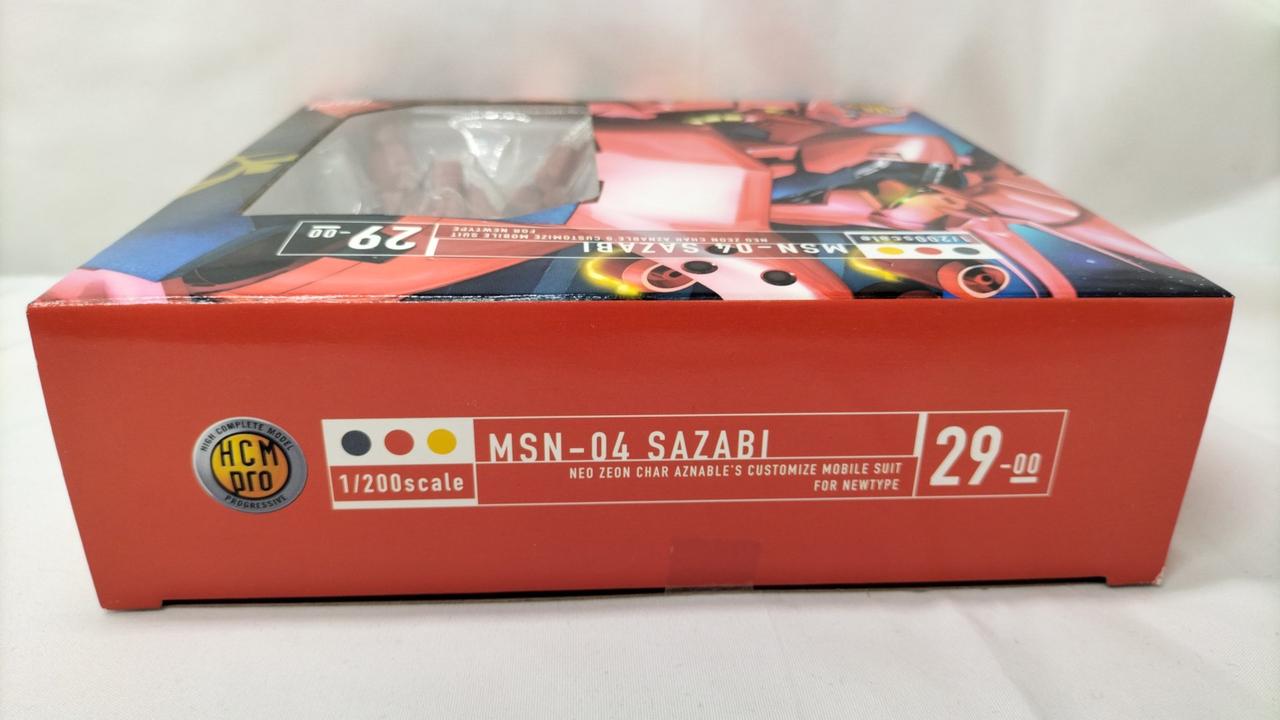 1/200scale
MSN-04 SAZABI
NEO ZEON CHAR AZNABLE'S CUSTOMIZE MOBILE SUIT
FOR NEWTYPE
29-00
HIGH COMPLETE MODEL
HCM
pro
PROGRESSIVE
1/200scale
MSN-04 SAZABI
NEO ZEON CHAR AZNABLE'S CUSTOMIZE MOBILE SUIT
FOR NEWTYPE
29-00